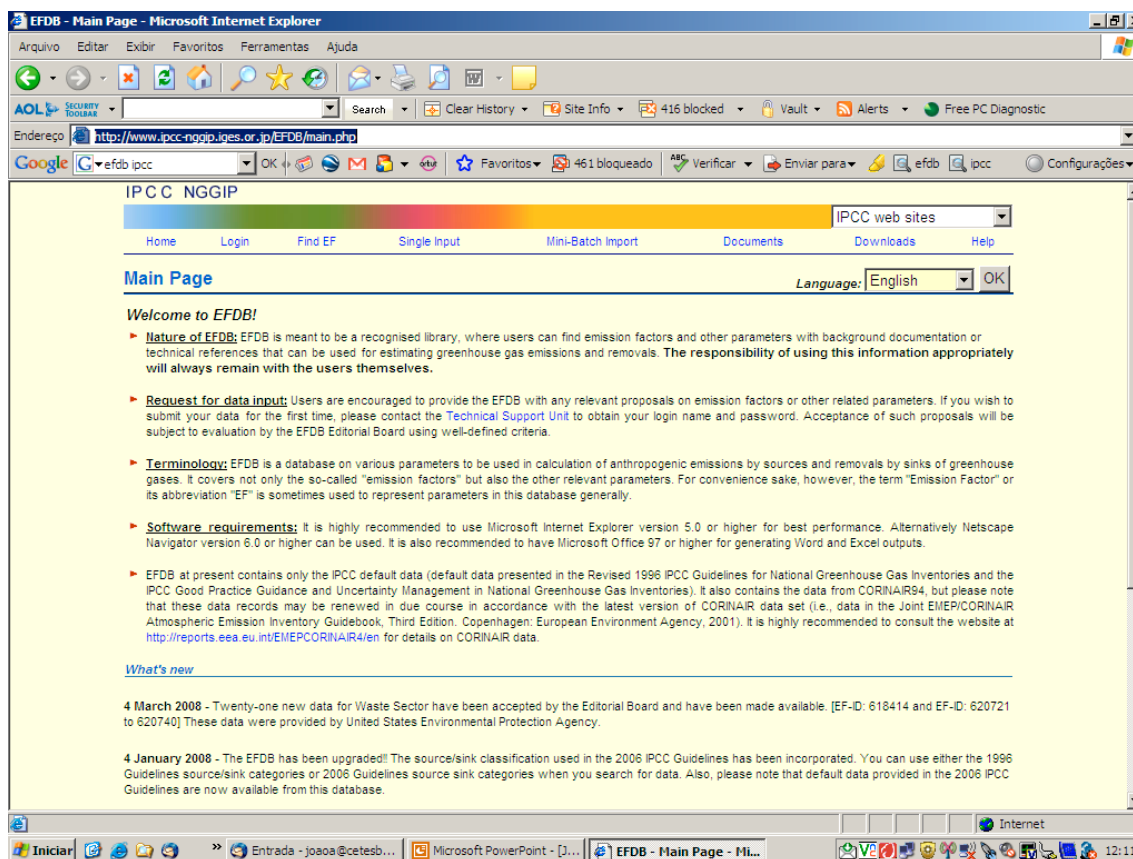 EFDB - Main Page - Microsoft Internet Explorer
Arquivo Editar Exibir Favoritos Ferramentas Ajuda
AOL SECURITY TOOLBAR Search Clear History Site Info 416 blocked Vault Alerts Free PC Diagnostic
Endereço http://www.ipcc-nggip.iges.or.jp/EFDB/main.php
Google G efdb ipcc OK Favoritos 461 bloqueado ABC Verificar Enviar para efdb ipcc Configurações
IPCC NGGIP
IPCC web sites
Home Login Find EF Single Input Mini-Batch Import Documents Downloads Help
Main Page Language: English OK
Welcome to EFDB!
Nature of EFDB: EFDB is meant to be a recognised library, where users can find emission factors and other parameters with background documentation or
technical references that can be used for estimating greenhouse gas emissions and removals. The responsibility of using this information appropriately
will always remain with the users themselves.
Request for data input: Users are encouraged to provide the EFDB with any relevant proposals on emission factors or other related parameters. If you wish to
submit your data for the first time, please contact the Technical Support Unit to obtain your login name and password. Acceptance of such proposals will be
subject to evaluation by the EFDB Editorial Board using well-defined criteria.
Terminology: EFDB is a database on various parameters to be used in calculation of anthropogenic emissions by sources and removals by sinks of greenhouse
gases. It covers not only the so-called "emission factors" but also the other relevant parameters. For convenience sake, however, the term "Emission Factor" or
its abbreviation "EF" is sometimes used to represent parameters in this database generally.
Software requirements: It is highly recommended to use Microsoft Internet Explorer version 5.0 or higher for best performance. Alternatively Netscape
Navigator version 6.0 or higher can be used. It is also recommended to have Microsoft Office 97 or higher for generating Word and Excel outputs.
EFDB at present contains only the IPCC default data (default data presented in the Revised 1996 IPCC Guidelines for National Greenhouse Gas Inventories and the
IPCC Good Practice Guidance and Uncertainty Management in National Greenhouse Gas Inventories). It also contains the data from CORINAIR94, but please note
that these data records may be renewed in due course in accordance with the latest version of CORINAIR data set (i.e., data in the Joint EMEP/CORINAIR
Atmospheric Emission Inventory Guidebook, Third Edition. Copenhagen: European Environment Agency, 2001). It is highly recommended to consult the website at
http://reports.eea.eu.int/EMEPCORINAIR4/en for details on CORINAIR data.
What's new
4 March 2008 - Twenty-one new data for Waste Sector have been accepted by the Editorial Board and have been made available. [EF-ID: 618414 and EF-ID: 620721
to 620740] These data were provided by United States Environmental Protection Agency.
4 January 2008 - The EFDB has been upgraded!! The source/sink classification used in the 2006 IPCC Guidelines has been incorporated. You can use either the 1996
Guidelines source/sink categories or 2006 Guidelines source sink categories when you search for data. Also, please note that default data provided in the 2006 IPCC
Guidelines are now available from this database.
Internet
Iniciar » Entrada - joaoa@cetesb... Microsoft PowerPoint - [J... EFDB - Main Page - Mi... 12:11